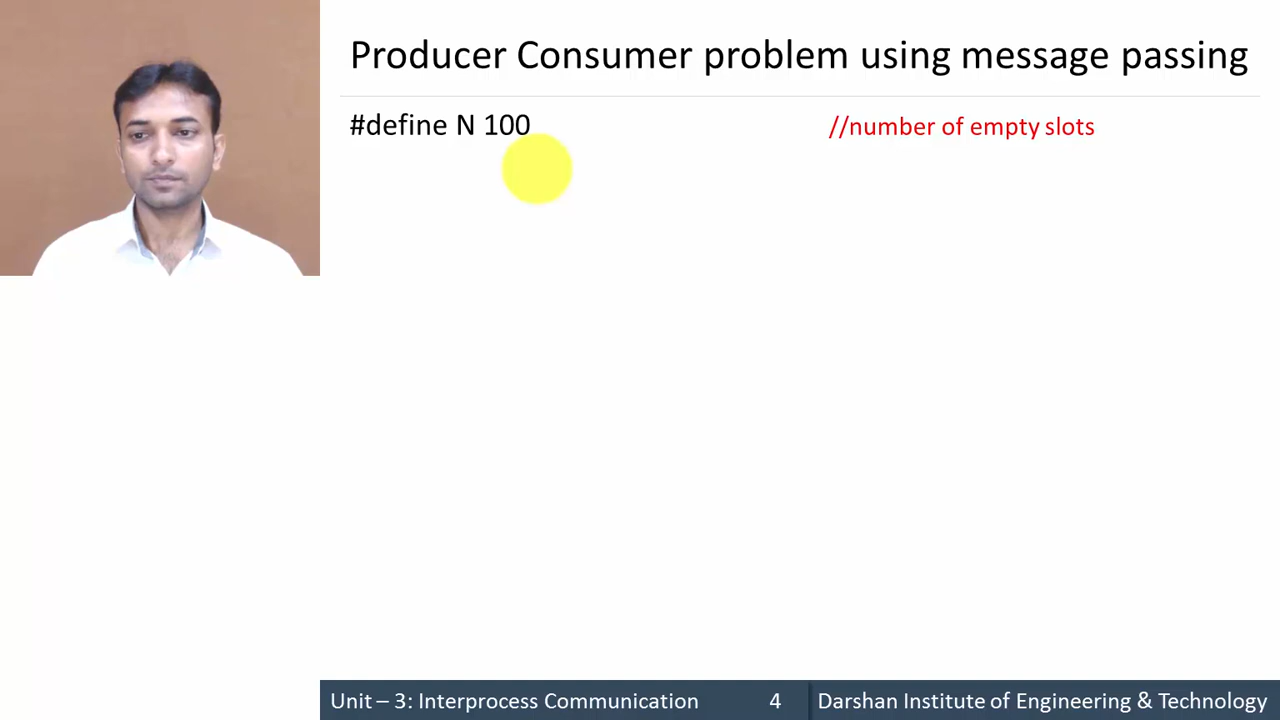 Producer Consumer problem using message passing
#define N 100 //number of empty slots
Unit – 3: Interprocess Communication 4 Darshan Institute of Engineering & Technology